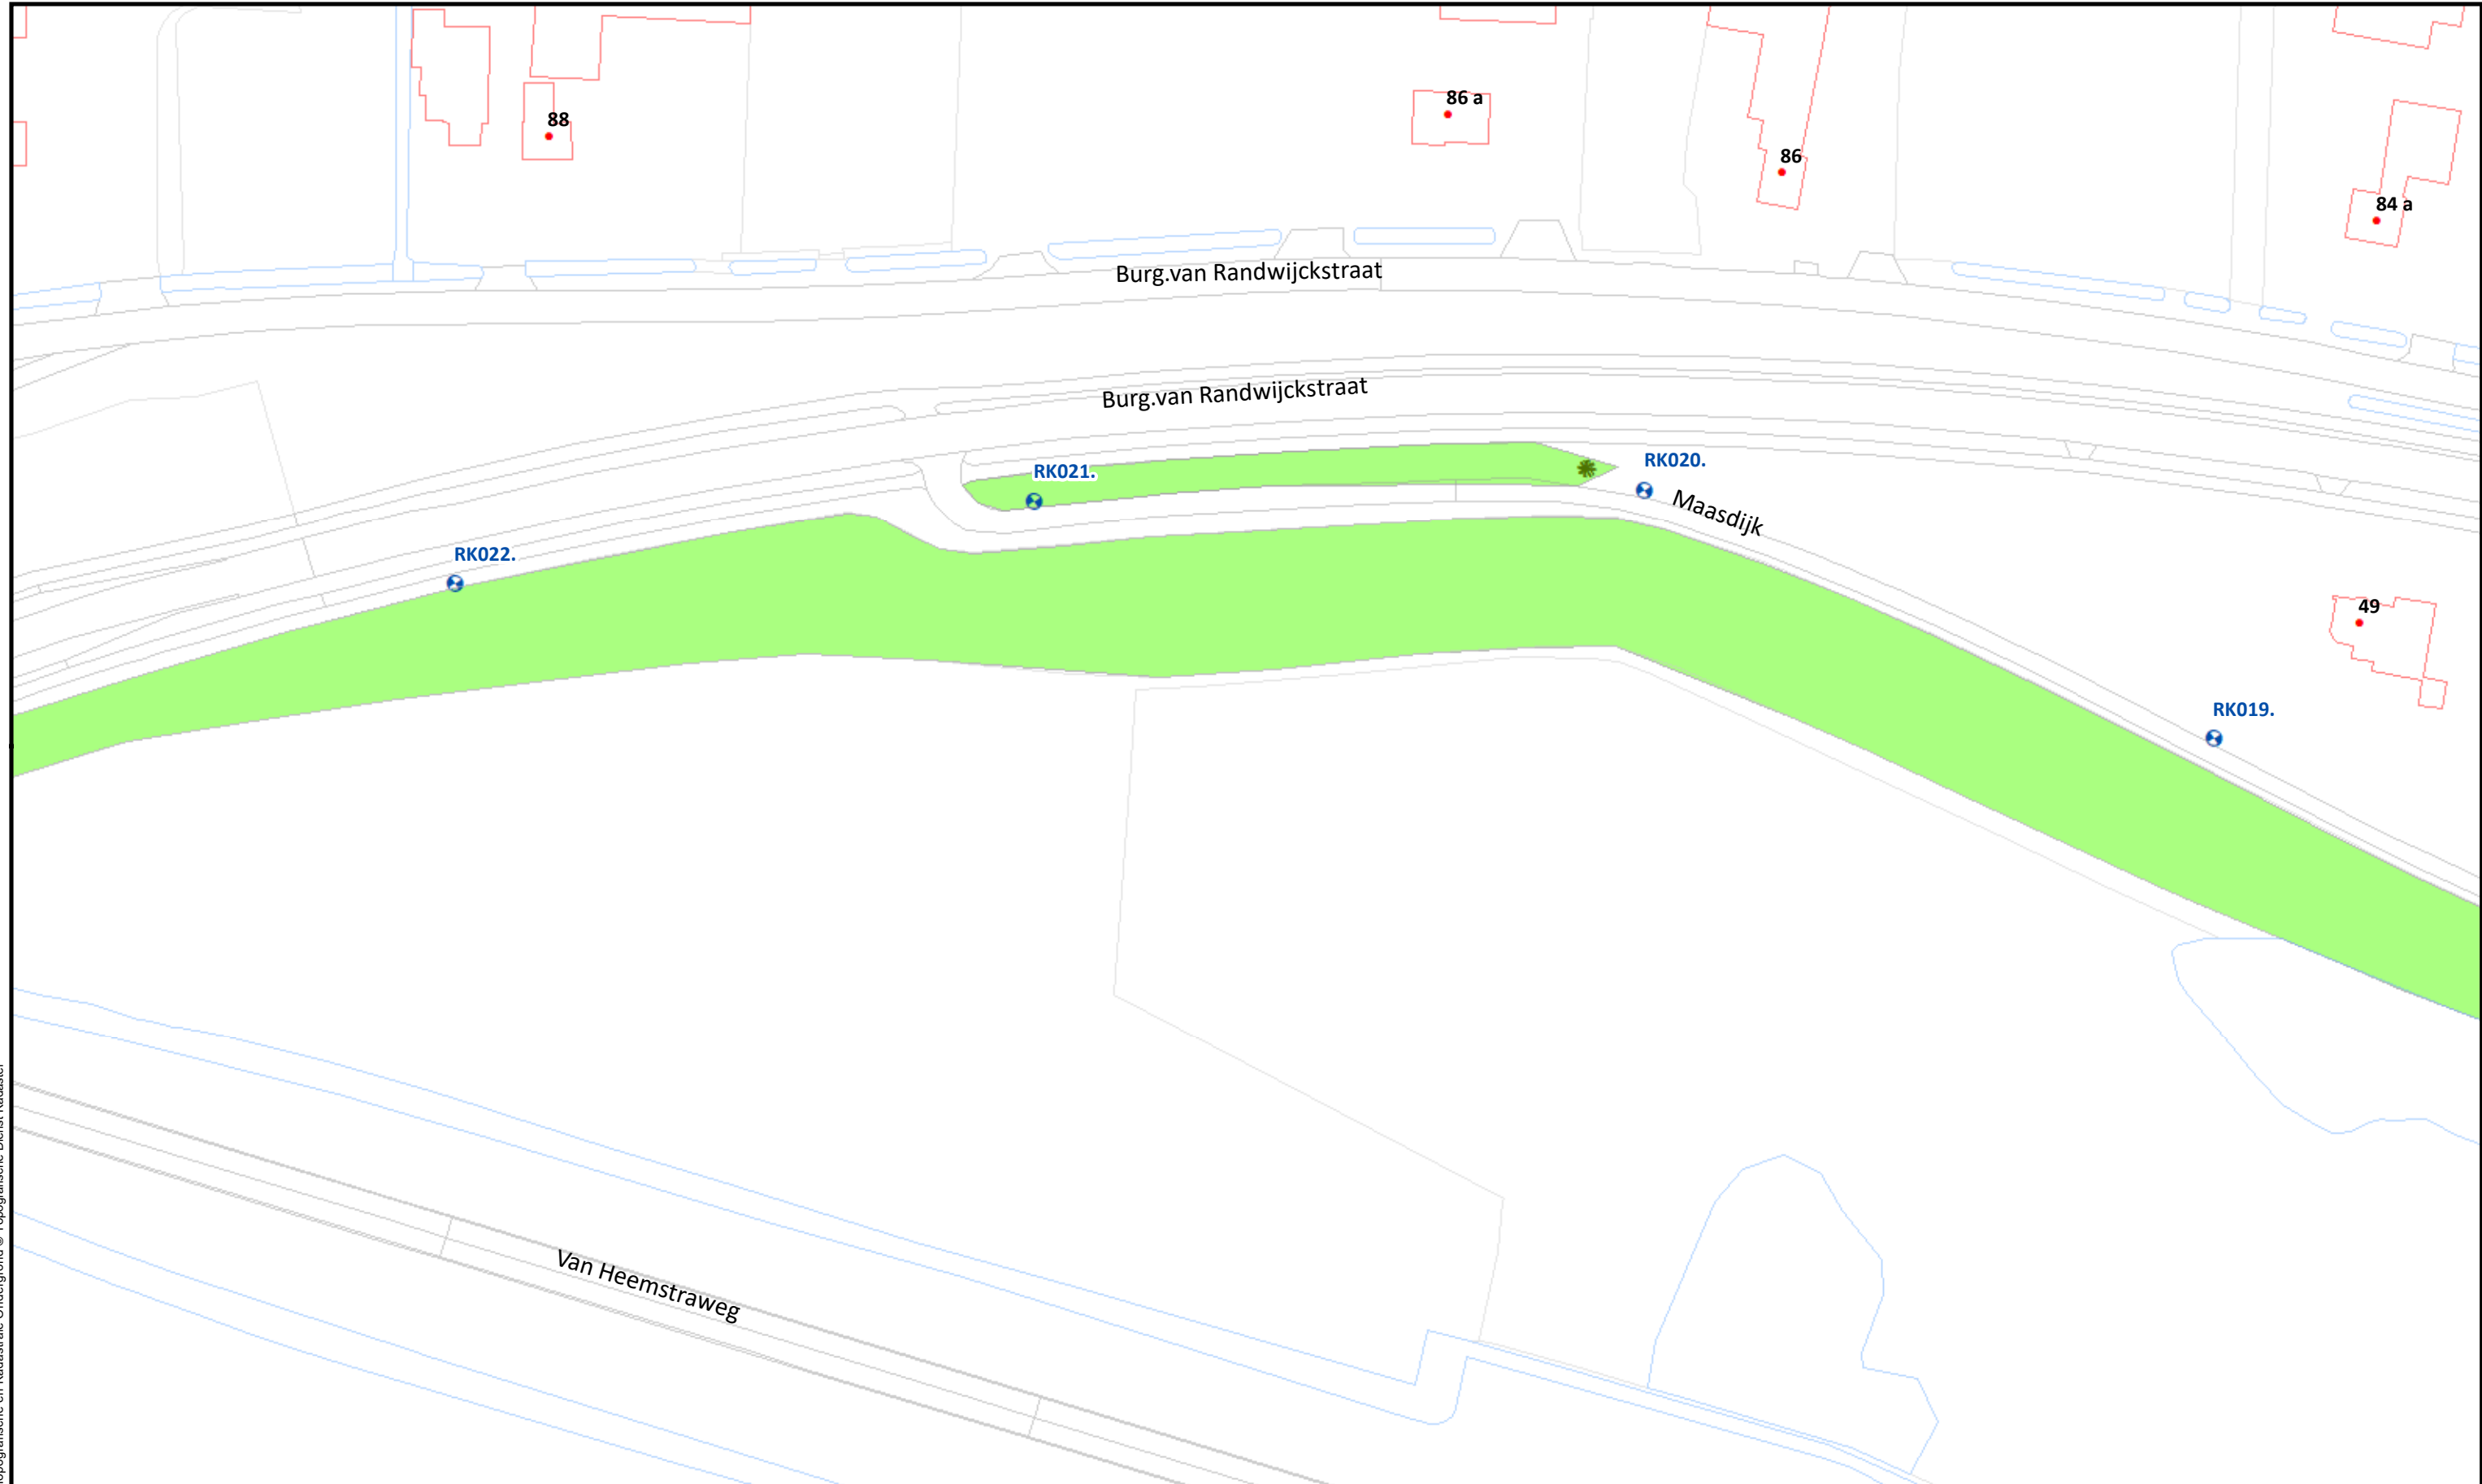 86 a
88
86
84 a
Burg.van Randwijckstraat
Burg.van Randwijckstraat
RK021.
RK020.
Maasdijk
RK022.
49
RK019.
Van Heemstraweg